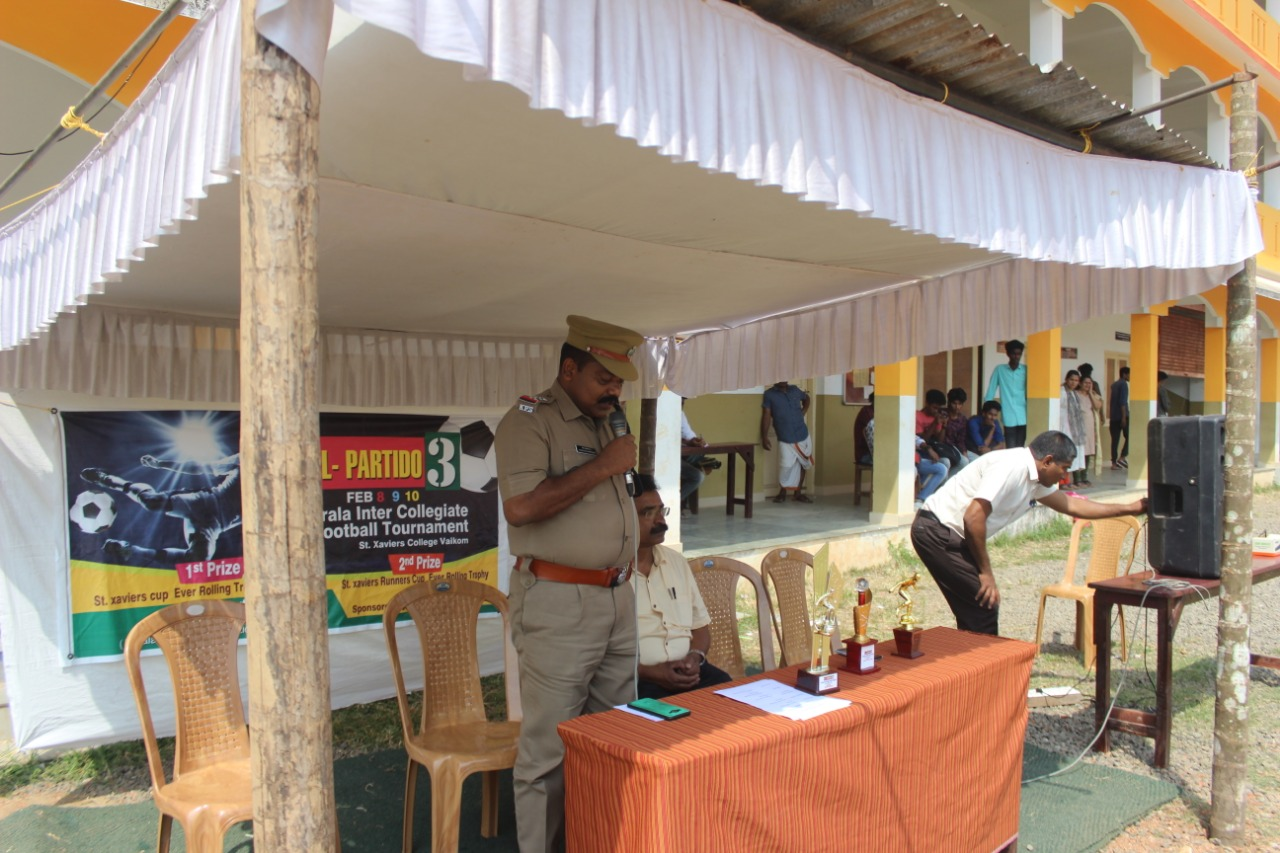 L- PARTIDO 3
FEB 8 9 10
rala Inter Collegiate
ootball Tournament
St. Xaviers College Vaikom
1st Prize
2nd Prize
St. xaviers cup Ever Rolling Tr
St. xaviers Runners Cup Ever Rolling Trophy
Sponsor